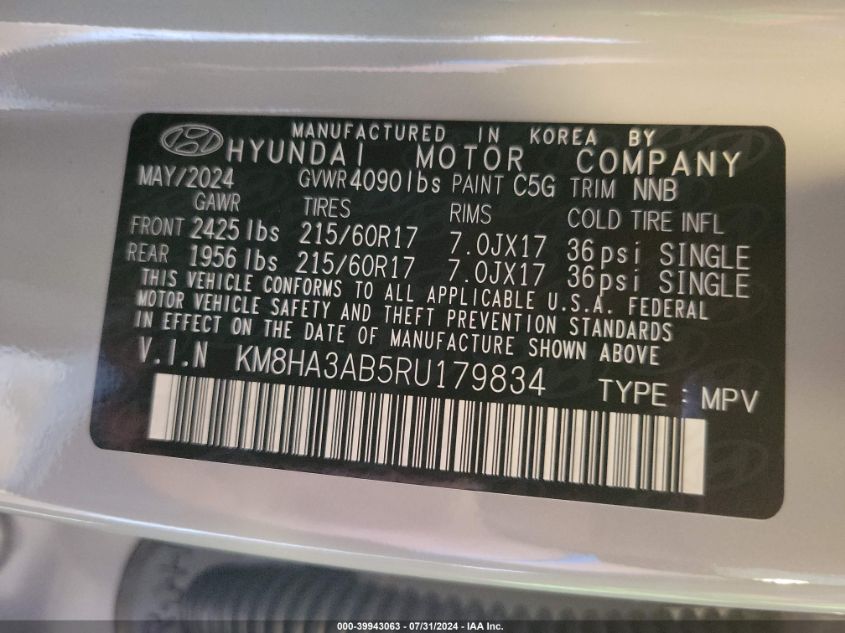 MANUFACTURED IN KOREA BY
HYUNDAI MOTOR COMPANY
MAY/2024 GVWR 4090lbs PAINT C5G TRIM NNB
GAWR TIRES RIMS COLD TIRE INFL
FRONT 2425 lbs 215/60R17 7.0JX17 36psi SINGLE
REAR 1956 lbs 215/60R17 7.0JX17 36psi SINGLE
THIS VEHICLE CONFORMS TO ALL APPLICABLE U.S.A. FEDERAL
MOTOR VEHICLE SAFETY AND THEFT PREVENTION STANDARDS
IN EFFECT ON THE DATE OF MANUFACTURE SHOWN ABOVE
V.I.N KM8HA3AB5RU179834 TYPE : MPV
000-39943063 / 07/31/2024 / IAA Inc.